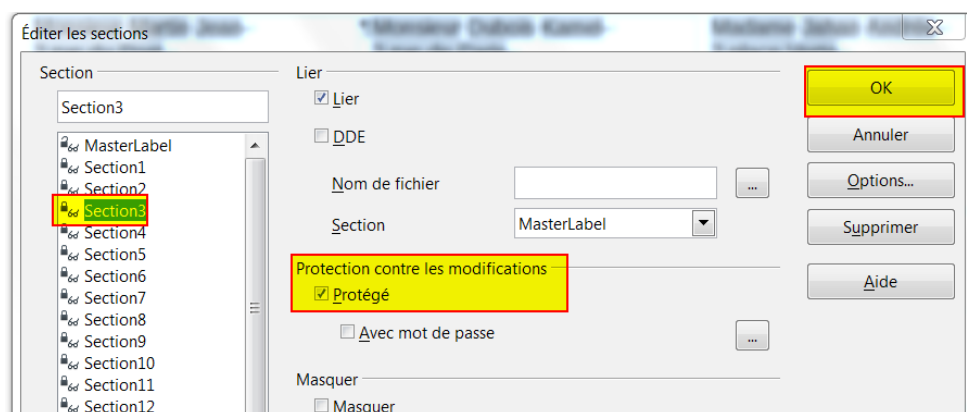 Éditer les sections
Section
Section3
MasterLabel
Section1
Section2
Section3
Section4
Section5
Section6
Section7
Section8
Section9
Section10
Section11
Section12
Lier
Lier
DDE
Nom de fichier
...
Section
MasterLabel
Protection contre les modifications
Protégé
Avec mot de passe
...
Masquer
Masquer
OK
Annuler
Options...
Supprimer
Aide